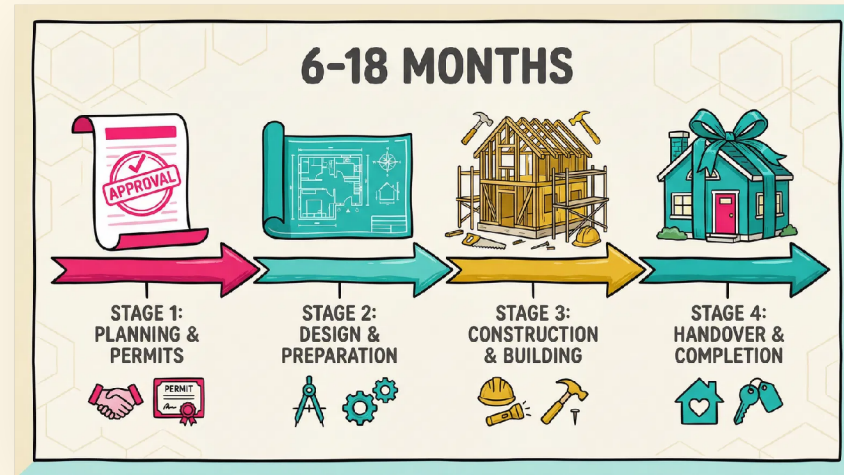 6-18 MONTHS
APPROVAL
STAGE 1:
PLANNING &
PERMITS
STAGE 2:
DESIGN &
PREPARATION
STAGE 3:
CONSTRUCTION
& BUILDING
STAGE 4:
HANDOVER &
COMPLETION
PERMIT